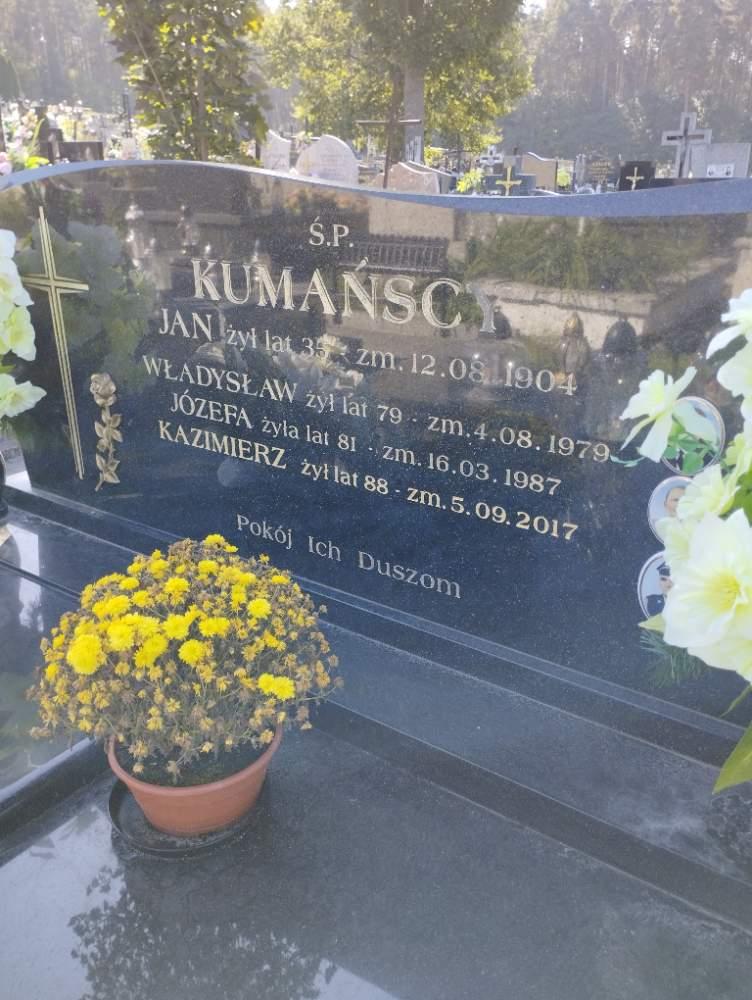 Ś.P.
KUMAŃSCY
JAN żył lat 35 - zm. 12.08.1904
WŁADYSŁAW żył lat 79 - zm. 4.08.1979
JÓZEFA żyła lat 81 - zm. 16.03.1987
KAZIMIERZ żył lat 88 - zm. 5.09.2017
Pokój Ich Duszom